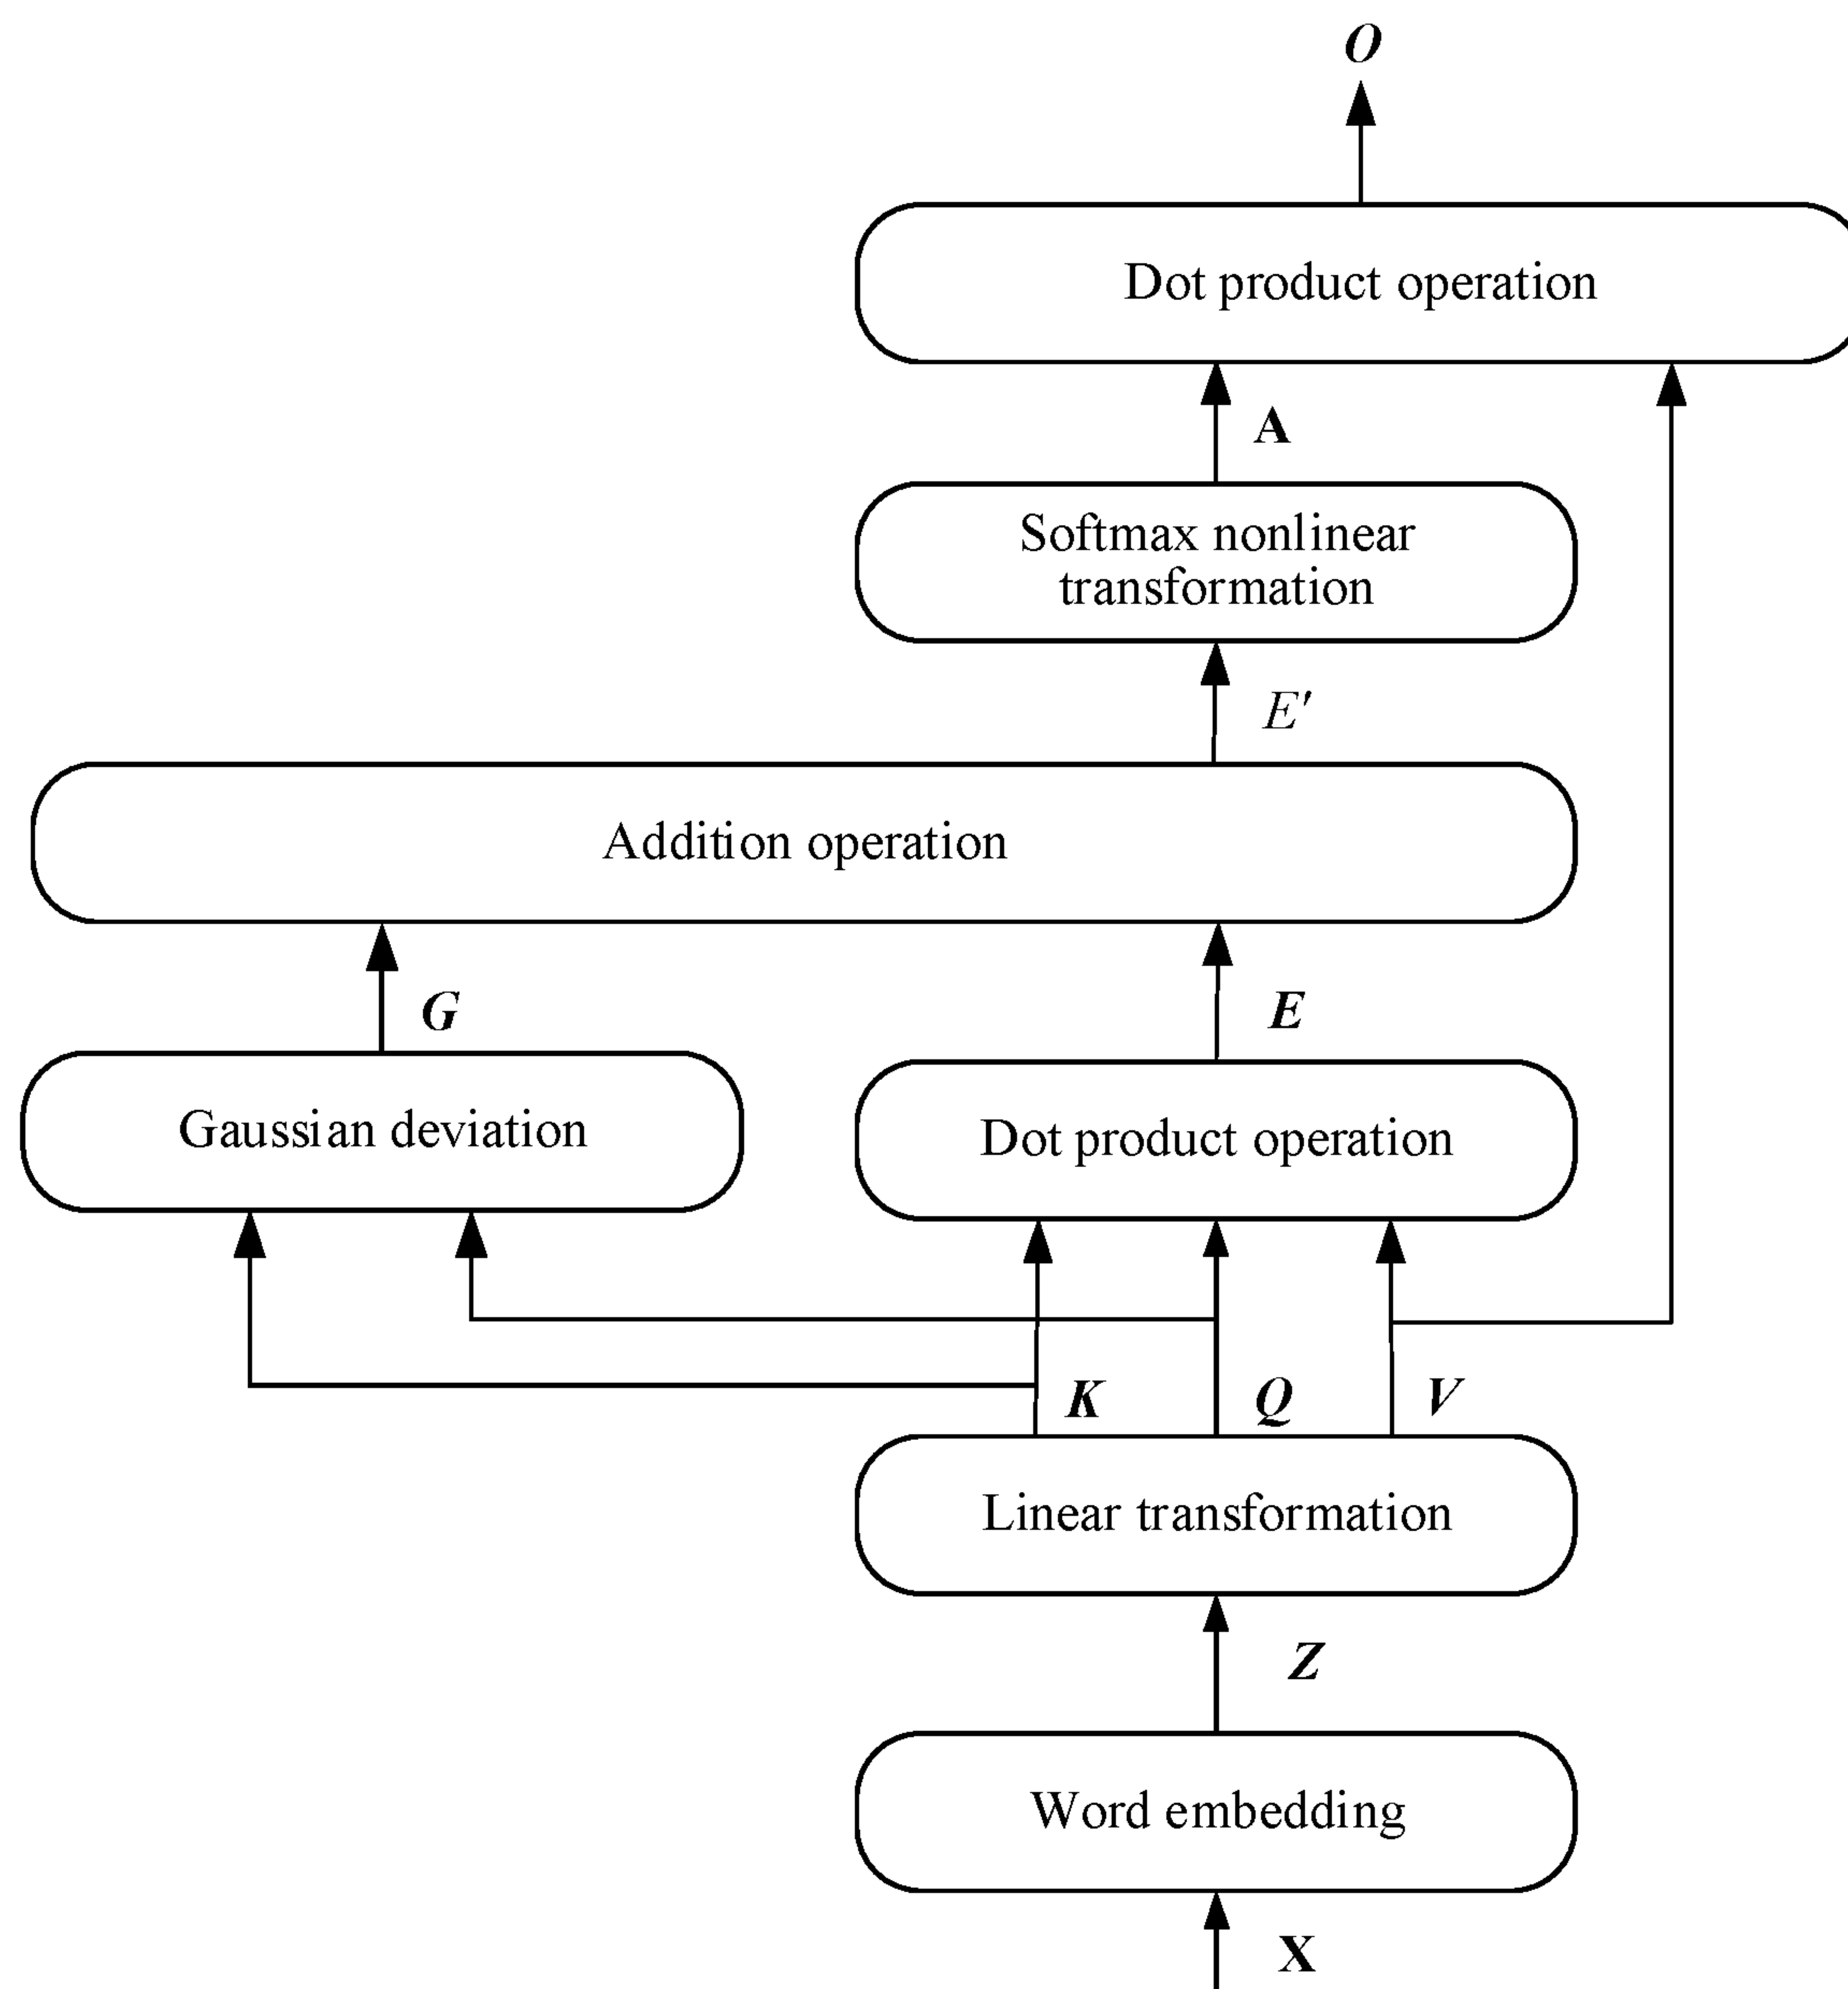 O
Dot product operation
A
Softmax nonlinear
transformation
E'
Addition operation
G
E
Gaussian deviation
Dot product operation
K
Q
V
Linear transformation
Z
Word embedding
X